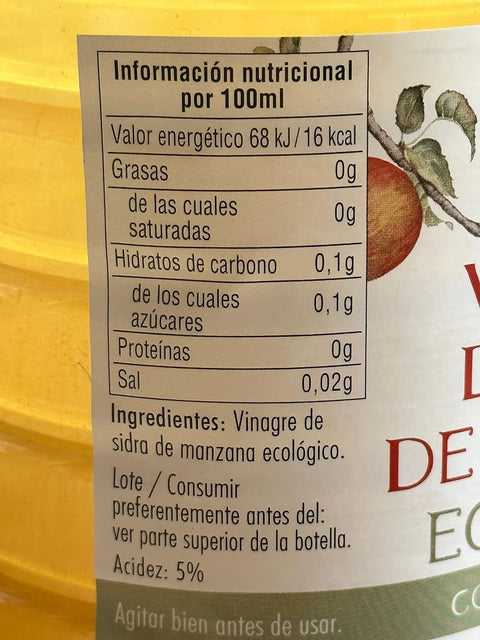 Información nutricional
por 100ml
Valor energético 68 kJ/16 kcal
Grasas 0g
de las cuales
saturadas 0g
Hidratos de carbono 0,1g
de los cuales
azúcares 0,1g
Proteínas 0g
Sal 0,02g
Ingredientes: Vinagre de
sidra de manzana ecológico.
Lote / Consumir
preferentemente antes del:
ver parte superior de la botella.
Acidez: 5%
Agitar bien antes de usar.
DE